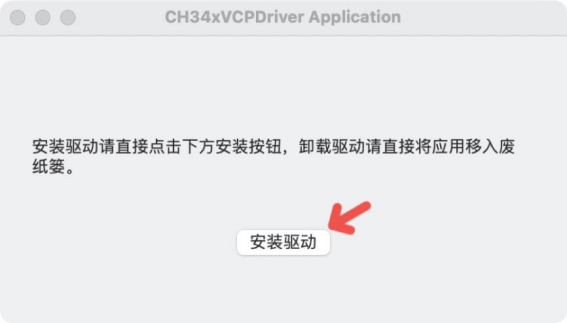 CH34xVCPDriver Application
安装驱动请直接点击下方安装按钮，卸载驱动请直接将应用移入废
纸篓。
安装驱动